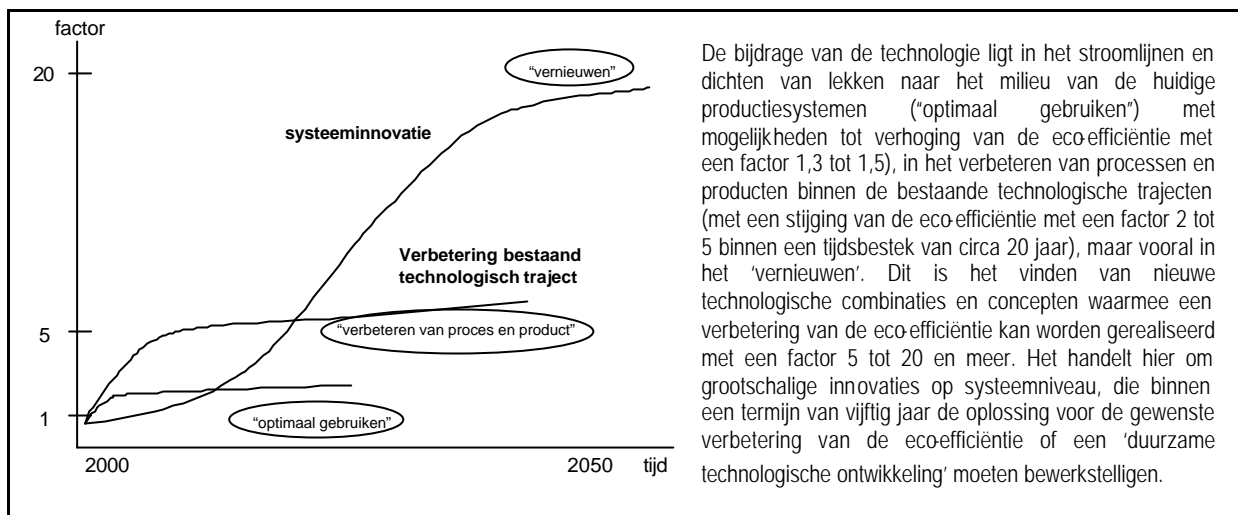 factor
20
“vernieuwen”
systeeminnovatie
Verbetering bestaand
technologisch traject
“verbeteren van proces en product”
5
1
“optimaal gebruiken”
2000
2050
tijd
De bijdrage van de technologie ligt in het stroomlijnen en
dichten van lekken naar het milieu van de huidige
productiesystemen (“optimaal gebruiken”) met
mogelijkheden tot verhoging van de eco-efficiëntie met
een factor 1,3 tot 1,5), in het verbeteren van processen en
producten binnen de bestaande technologische trajecten
(met een stijging van de eco-efficiëntie met een factor 2 tot
5 binnen een tijdsbestek van circa 20 jaar), maar vooral in
het ‘vernieuwen’. Dit is het vinden van nieuwe
technologische combinaties en concepten waarmee een
verbetering van de eco-efficiëntie kan worden gerealiseerd
met een factor 5 tot 20 en meer. Het handelt hier om
grootschalige innovaties op systeemniveau, die binnen
een termijn van vijftig jaar de oplossing voor de gewenste
verbetering van de eco-efficiëntie of een ‘duurzame
technologische ontwikkeling’ moeten bewerkstelligen.